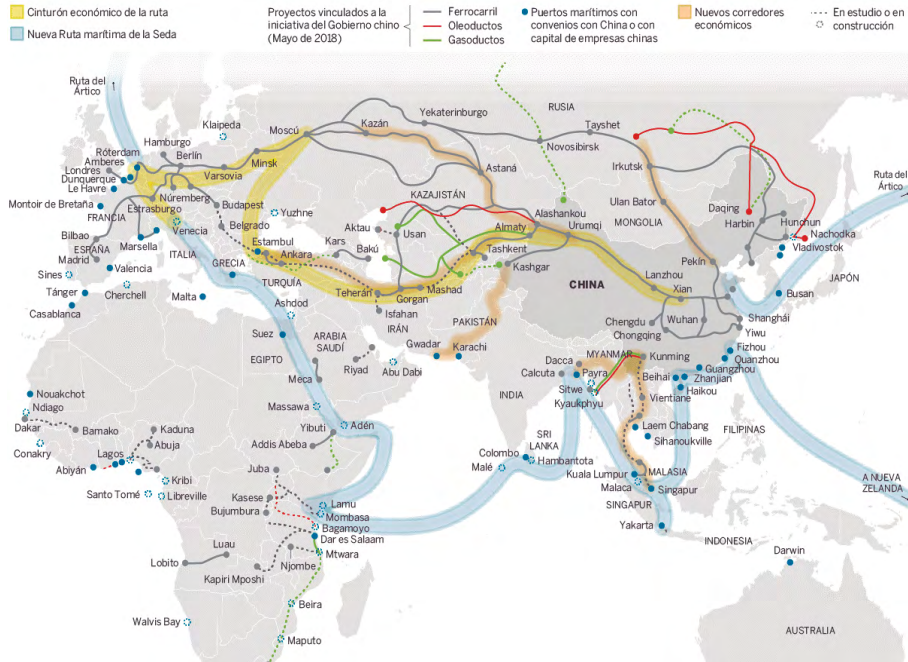 Cinturón económico de la ruta
Nueva Ruta marítima de la Seda
Proyectos vinculados a la
iniciativa del Gobierno chino
(Mayo de 2018)
Ferrocarril
Oleoductos
Gasoductos
Puertos marítimos con
convenios con China o con
capital de empresas chinas
Nuevos corredores
económicos
En estudio o en
construcción
Ruta del
Ártico
Klaipeda
Moscú
Kazán
Yekaterinburgo
RUSIA
Tayshet
Novosibirsk
Hamburgo
Róterdam
Berlín
Amberes
Minsk
Londres
Varsovia
Dunquerque
Le Havre
Núremberg
Montoir de Bretaña
FRANCIA
Estrasburgo
Budapest
Yuzhne
Belgrado
Venecia
Bilbao
ESPAÑA
Madrid
Marsella
ITALIA
Estambul
Ankara
Kars
Bakú
Aktau
Usan
KAZAJISTÁN
Astaná
Alashankou
Almaty
Urumqi
Tashkent
Kashgar
Irkutsk
Ulan Bator
MONGOLIA
Daqing
Harbin
Hunchun
Nachodka
Vladivostok
Ruta del
Ártico
Sines
Valencia
GRECIA
TURQUÍA
Tánger
Cherchell
Malta
Casablanca
Ashdod
Teherán
Gorgan
Mashad
Isfahan
IRÁN
PAKISTÁN
CHINA
Lanzhou
Xian
Pekín
JAPÓN
Busan
Suez
EGIPTO
ARABIA
SAUDÍ
Riyad
Meca
Abu Dabi
Gwadar
Karachi
Chengdu
Chongqing
Wuhan
Shanghái
Yiwu
Fizhou
Quanzhou
Guangzhou
Zhanjian
Haikou
Beihai
Kunming
MYANMAR
Dacca
Calcuta
Payra
Sitwe
Kyaukphyu
Vientiane
INDIA
Nouakchot
Ndiago
Dakar
Bamako
Kaduna
Abuja
Conakry
Lagos
Abiyán
Massawa
Adén
Yibuti
Addis Abeba
SRI
LANKA
Colombo
Hambantota
Malé
Laem Chabang
Sihanoukville
FILIPINAS
Kuala Lumpur
MALASIA
Malaca
Singapur
SINGAPUR
A NUEVA
ZELANDA
Juba
Kribi
Santo Tomé
Libreville
Kasese
Bujumbura
Lamu
Mombasa
Bagamoyo
Dar es Salaam
Mtwara
Yakarta
INDONESIA
Darwin
Luau
Lobito
Njombe
Kapiri Mposhi
Walvis Bay
Beira
Maputo
AUSTRALIA